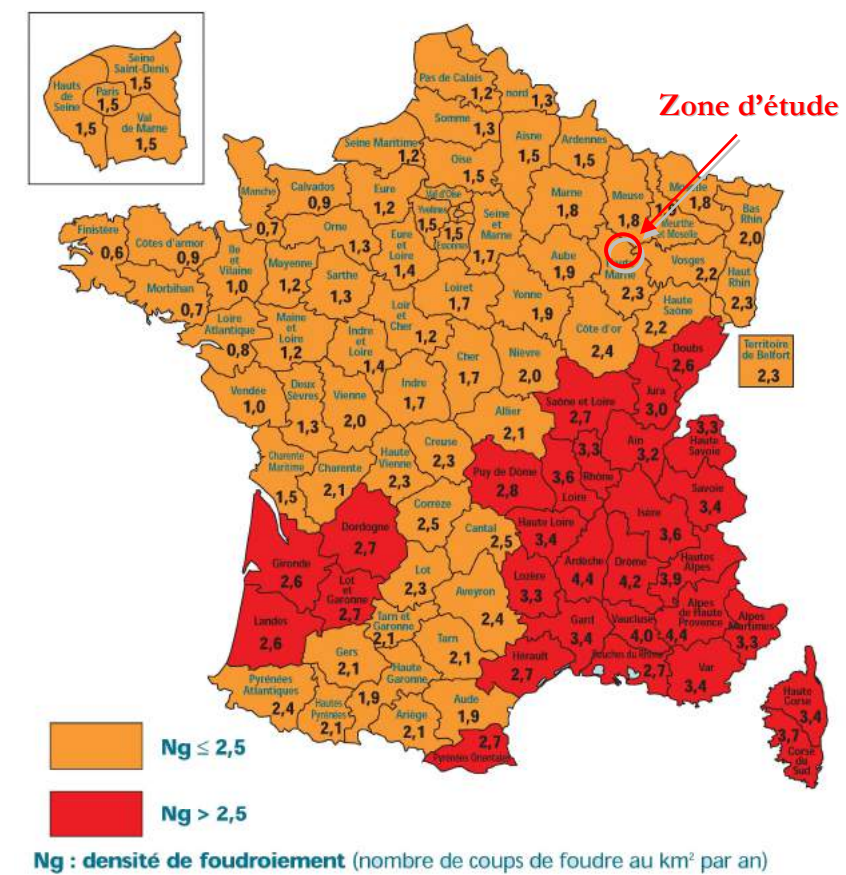 Seine
Saint-Denis
1,5
Hauts
de
Seine
1,5
Paris
1,5
Val
de Marne
1,5
Zone d'étude
Pas de Calais
1,2
nord
1,3
Somme
1,3
Aisne
1,5
Ardennes
1,5
Seine Maritime
1,2
Oise
1,5
Manche
0,7
Calvados
0,9
Eure
1,2
Val d'Oise
Yvelines
1,5
1,5
Essonnes
Seine
et
Marne
1,7
Marne
1,8
Meuse
1,8
Moselle
1,8
Meurthe
et Moselle
Bas
Rhin
2,0
Finistère
0,6
Côtes d'armor
0,9
Ile
et
Vilaine
1,0
Mayenne
1,2
Orne
1,3
Eure
et
Loire
1,4
Aube
1,9
Marne
2,3
Vosges
2,2
Haut
Rhin
2,3
Morbihan
0,7
Sarthe
1,3
Loiret
1,7
Yonne
1,9
Haute
Saône
2,2
Loire
Atlantique
0,8
Maine
et
Loire
1,2
Indre
et
Loire
1,4
Loir
et
Cher
1,2
Cher
1,7
Nièvre
2,0
Côte d'or
2,4
Doubs
2,6
Territoire
de Belfort
2,3
Vendée
1,0
Deux
Sèvres
1,3
Vienne
2,0
Indre
1,7
Allier
2,1
Saône et Loire
2,7
Jura
3,0
Ain
3,2
3,3
Haute
Savoie
Charente
Maritime
1,5
Charente
2,1
Haute
Vienne
2,3
Creuse
2,3
Puy de Dôme
2,8
3,6
Loire
3,3
Rhône
Savoie
3,4
Isère
3,6
Corrèze
2,5
Cantal
2,5
Haute Loire
3,4
Dordogne
2,7
Gironde
2,6
Lot
et
Garonne
2,7
Lot
2,3
Aveyron
2,4
Lozère
3,3
Ardèche
4,4
Drôme
4,2
Alpes
3,9
Landes
2,6
Tarn et
Garonne
2,1
Tarn
2,1
Gard
3,4
Vaucluse
4,0
Alpes
de Haute
Provence
4,4
Alpes
Maritimes
3,3
Gers
2,1
Haute
Garonne
1,9
Hérault
2,7
Bouches du Rhône
2,7
Var
3,4
Pyrénées
Atlantiques
2,4
Hautes
Pyrénées
2,1
Ariège
2,1
Aude
1,9
2,7
Pyrénées Orientales
Haute
Corse
3,4
3,7
Corse
du
Sud
Ng ≤ 2,5
Ng > 2,5
Ng : densité de foudroiement (nombre de coups de foudre au km² par an)